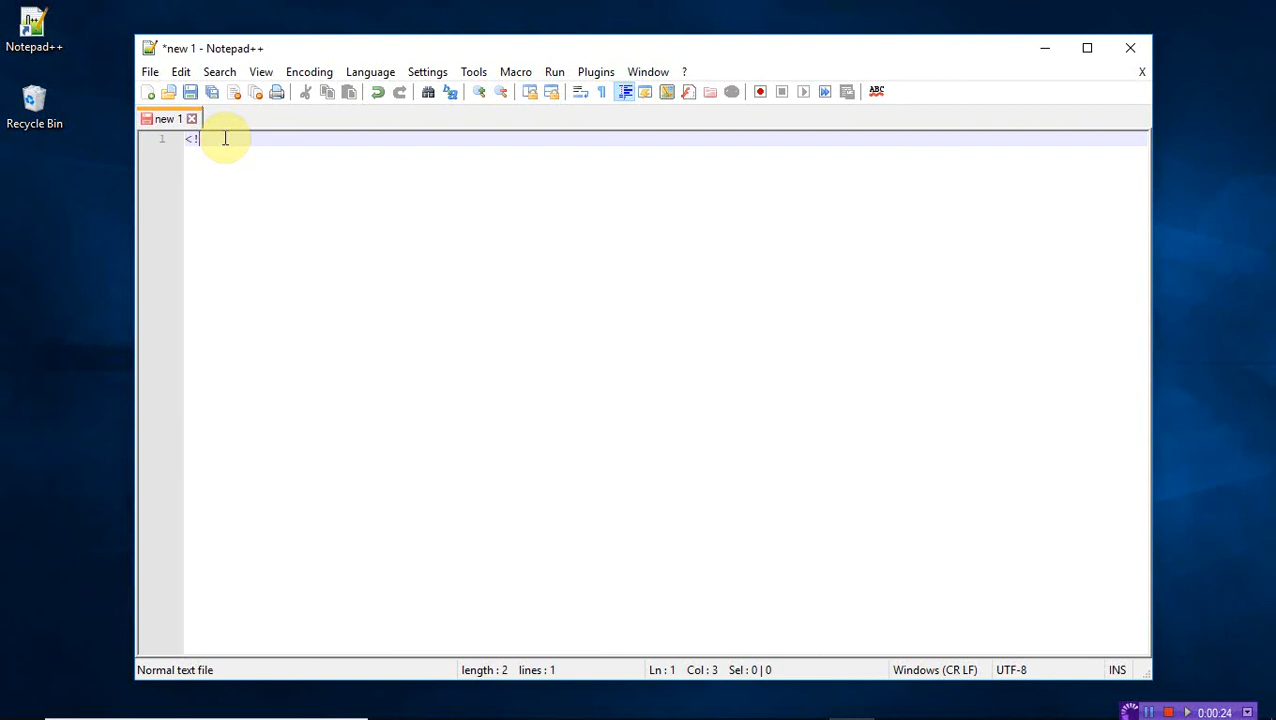 Notepad++
Recycle Bin
*new 1 - Notepad++
File Edit Search View Encoding Language Settings Tools Macro Run Plugins Window ? X
ABC
new 1
1 <!
Normal text file length : 2 lines : 1 Ln : 1 Col : 3 Sel : 0 | 0 Windows (CR LF) UTF-8 INS
0:00:24